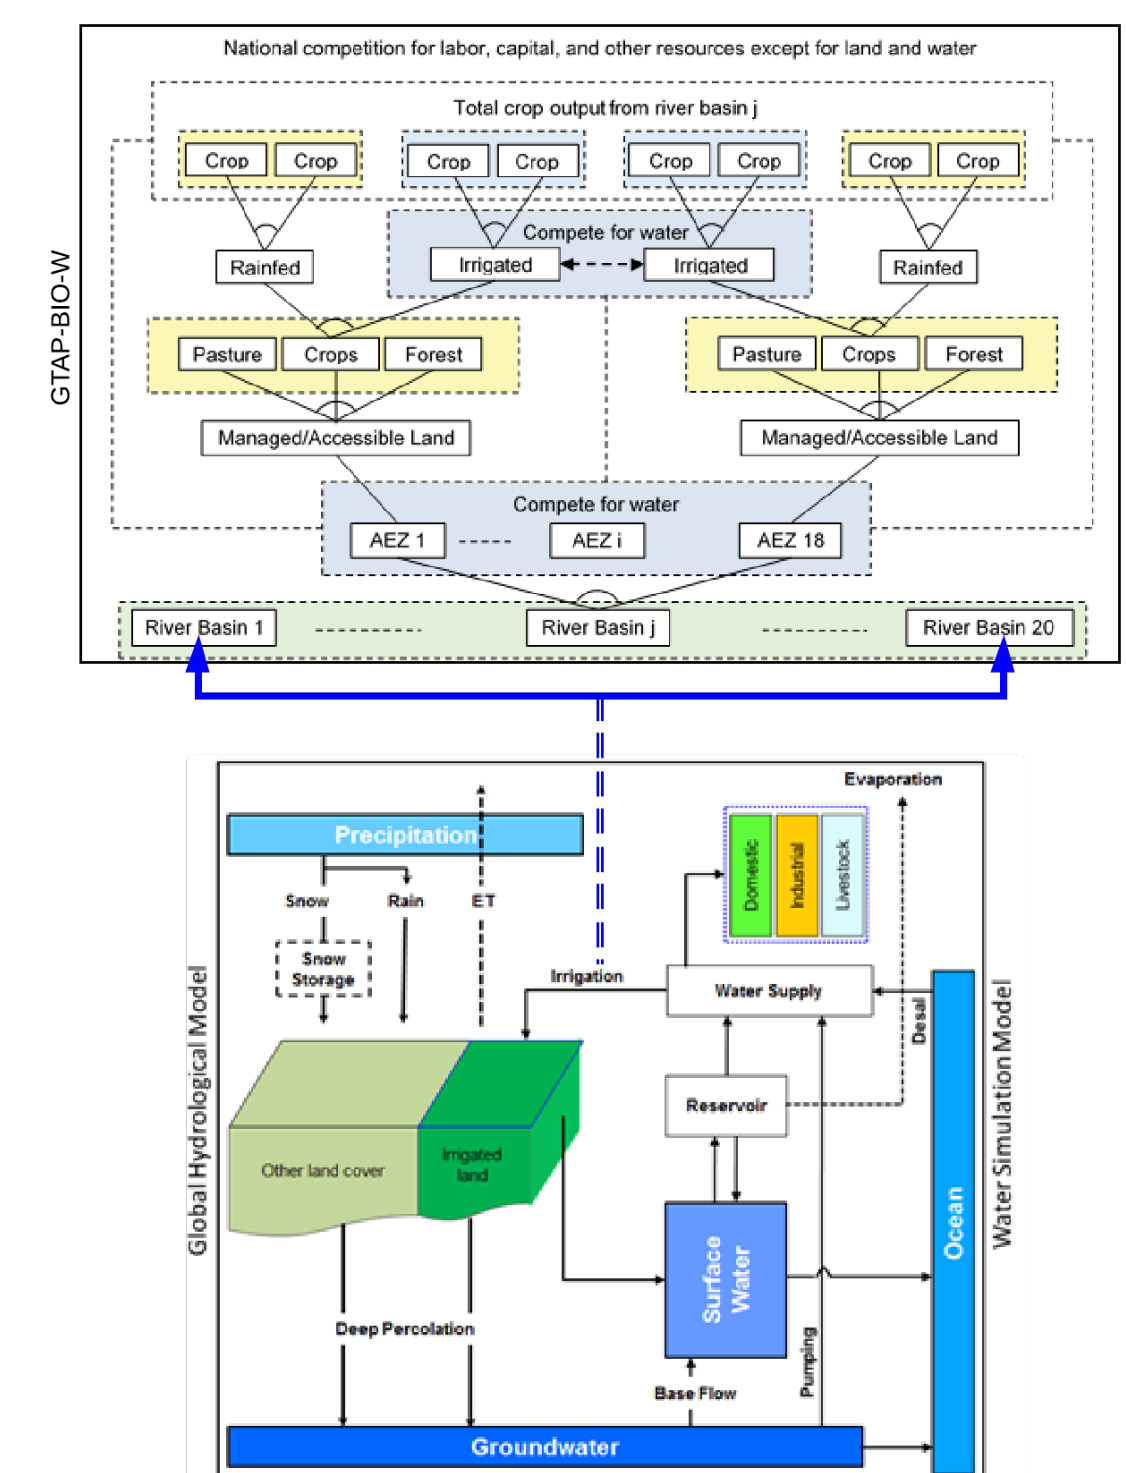 National competition for labor, capital, and other resources except for land and water
Total crop output from river basin j
Crop Crop Crop Crop Crop Crop Crop Crop
Compete for water
Rainfed Irrigated Irrigated Rainfed
Pasture Crops Forest Pasture Crops Forest
Managed/Accessible Land Managed/Accessible Land
Compete for water
AEZ 1 AEZ i AEZ 18
River Basin 1 River Basin j River Basin 20
GTAP-BIO-W
Evaporation
Precipitation
Domestic
Industrial
Livestock
Snow Rain ET
Snow
Storage
Irrigation
Water Supply
Desal
Global Hydrological Model
Water Simulation Model
Reservoir
Other land cover
Irrigated
land
Surface
Water
Ocean
Deep Percolation
Pumping
Base Flow
Groundwater